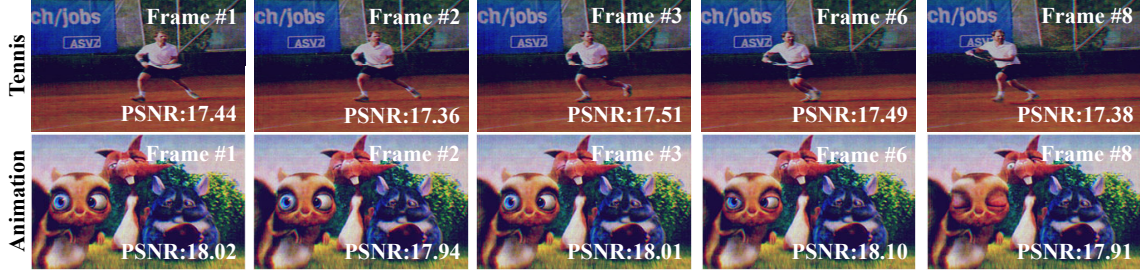 Tennis
ch/jobs
ASVZ
Frame #1
PSNR:17.44
ch/jobs
ASVZ
Frame #2
PSNR:17.36
ch/jobs
ASVZ
Frame #3
PSNR:17.51
ch/jobs
ASVZ
Frame #6
PSNR:17.49
ch/jobs
Frame #8
PSNR:17.38
Animation
Frame #1
PSNR:18.02
Frame #2
PSNR:17.94
Frame #3
PSNR:18.01
Frame #6
PSNR:18.10
Frame #8
PSNR:17.91